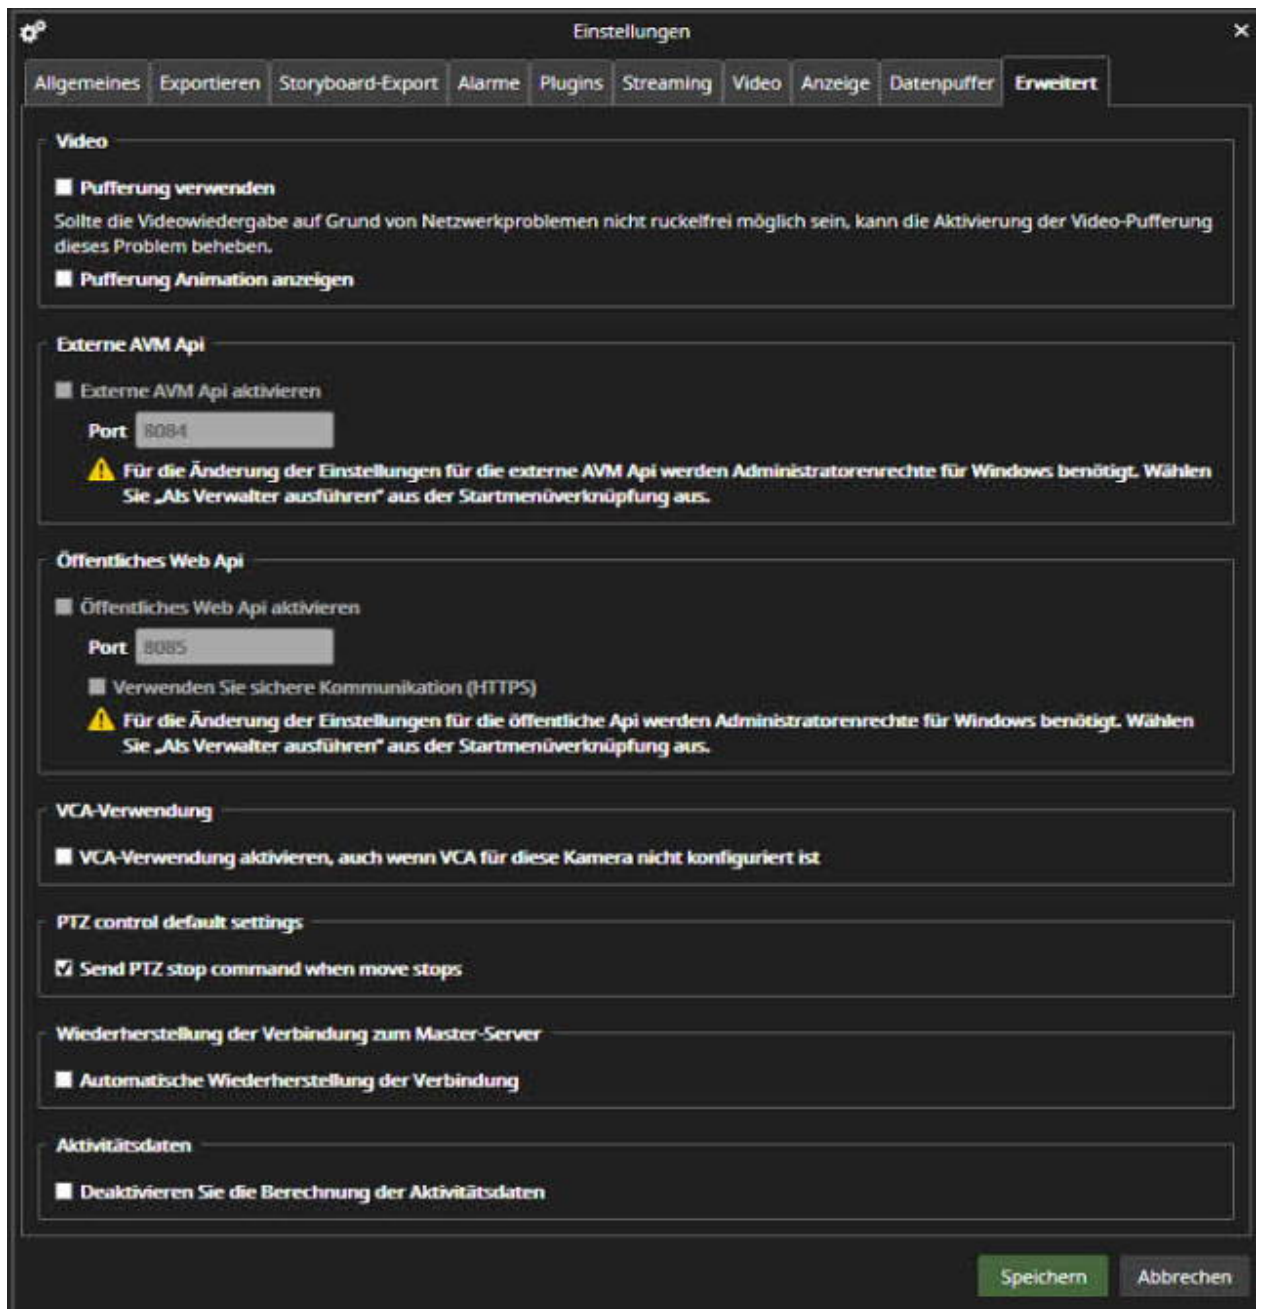 Einstellungen
Allgemeines Exportieren Storyboard-Export Alarme Plugins Streaming Video Anzeige Datenpuffer Erweitert
Video
Pufferung verwenden
Sollte die Videowiedergabe auf Grund von Netzwerkproblemen nicht ruckelfrei möglich sein, kann die Aktivierung der Video-Pufferung
dieses Problem beheben.
Pufferung Animation anzeigen
Externe AVM Api
Externe AVM Api aktivieren
Port 8084
Für die Änderung der Einstellungen für die externe AVM Api werden Administratorenrechte für Windows benötigt. Wählen
Sie „Als Verwalter ausführen" aus der Startmenüverknüpfung aus.
Öffentliches Web Api
Öffentliches Web Api aktivieren
Port 8085
Verwenden Sie sichere Kommunikation (HTTPS)
Für die Änderung der Einstellungen für die öffentliche Api werden Administratorenrechte für Windows benötigt. Wählen
Sie „Als Verwalter ausführen" aus der Startmenüverknüpfung aus.
VCA-Verwendung
VCA-Verwendung aktivieren, auch wenn VCA für diese Kamera nicht konfiguriert ist
PTZ control default settings
Send PTZ stop command when move stops
Wiederherstellung der Verbindung zum Master-Server
Automatische Wiederherstellung der Verbindung
Aktivitätsdaten
Deaktivieren Sie die Berechnung der Aktivitätsdaten
Speichern Abbrechen